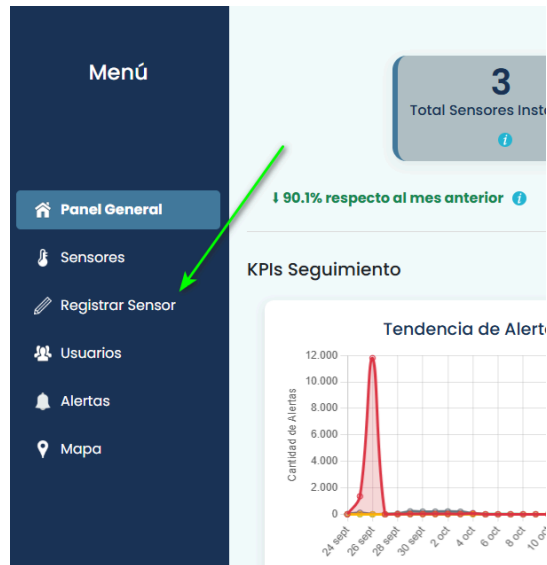 Menú
Panel General
Sensores
Registrar Sensor
Usuarios
Alertas
Mapa
3
Total Sensores Inst
i
⬇ 90.1% respecto al mes anterior i
KPIs Seguimiento
Tendencia de Alert
Cantidad de Alertas
12.000
10.000
8.000
6.000
4.000
2.000
0
24 sept
26 sept
28 sept
30 sept
2 oct
4 oct
6 oct
8 oct
10 oct